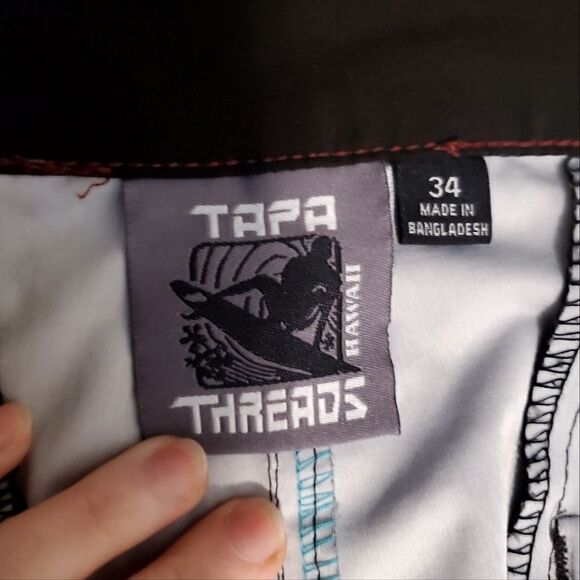 TAPA
HAWAII
THREADS
34
MADE IN
BANGLADESH